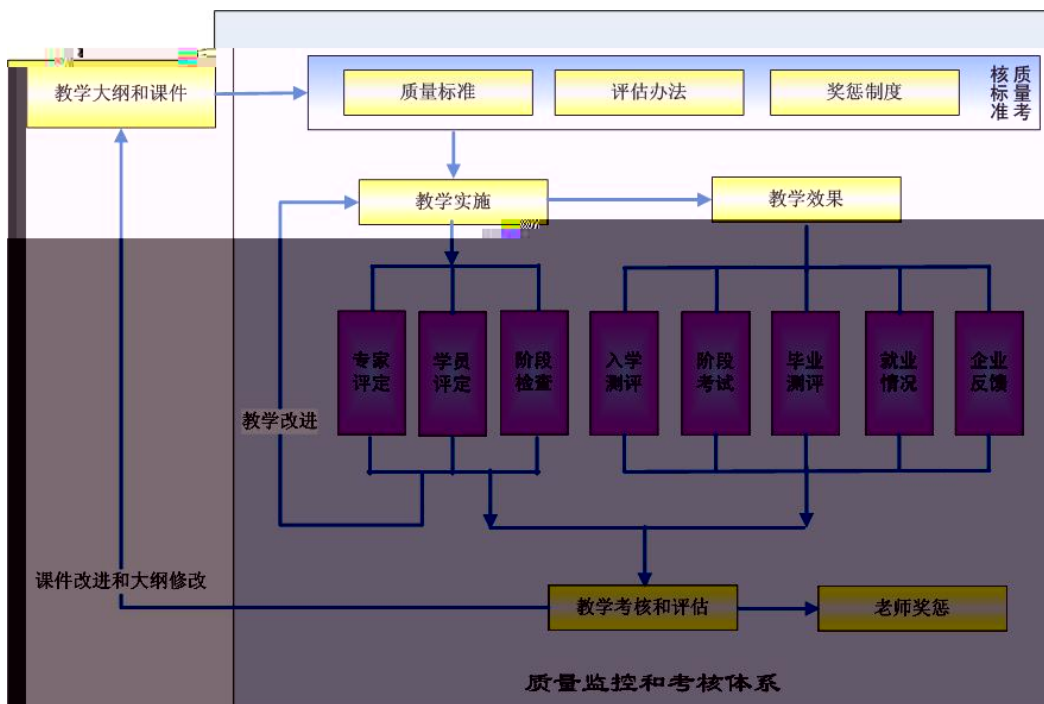 教学大纲和课件
质量标准
评估办法
奖惩制度
质量考
核标准
教学实施
教学效果
专家
评定
学员
评定
阶段
检查
入学
测评
阶段
考试
毕业
测评
就业
情况
企业
反馈
教学改进
课件改进和大纲修改
教学考核和评估
老师奖惩
质量监控和考核体系